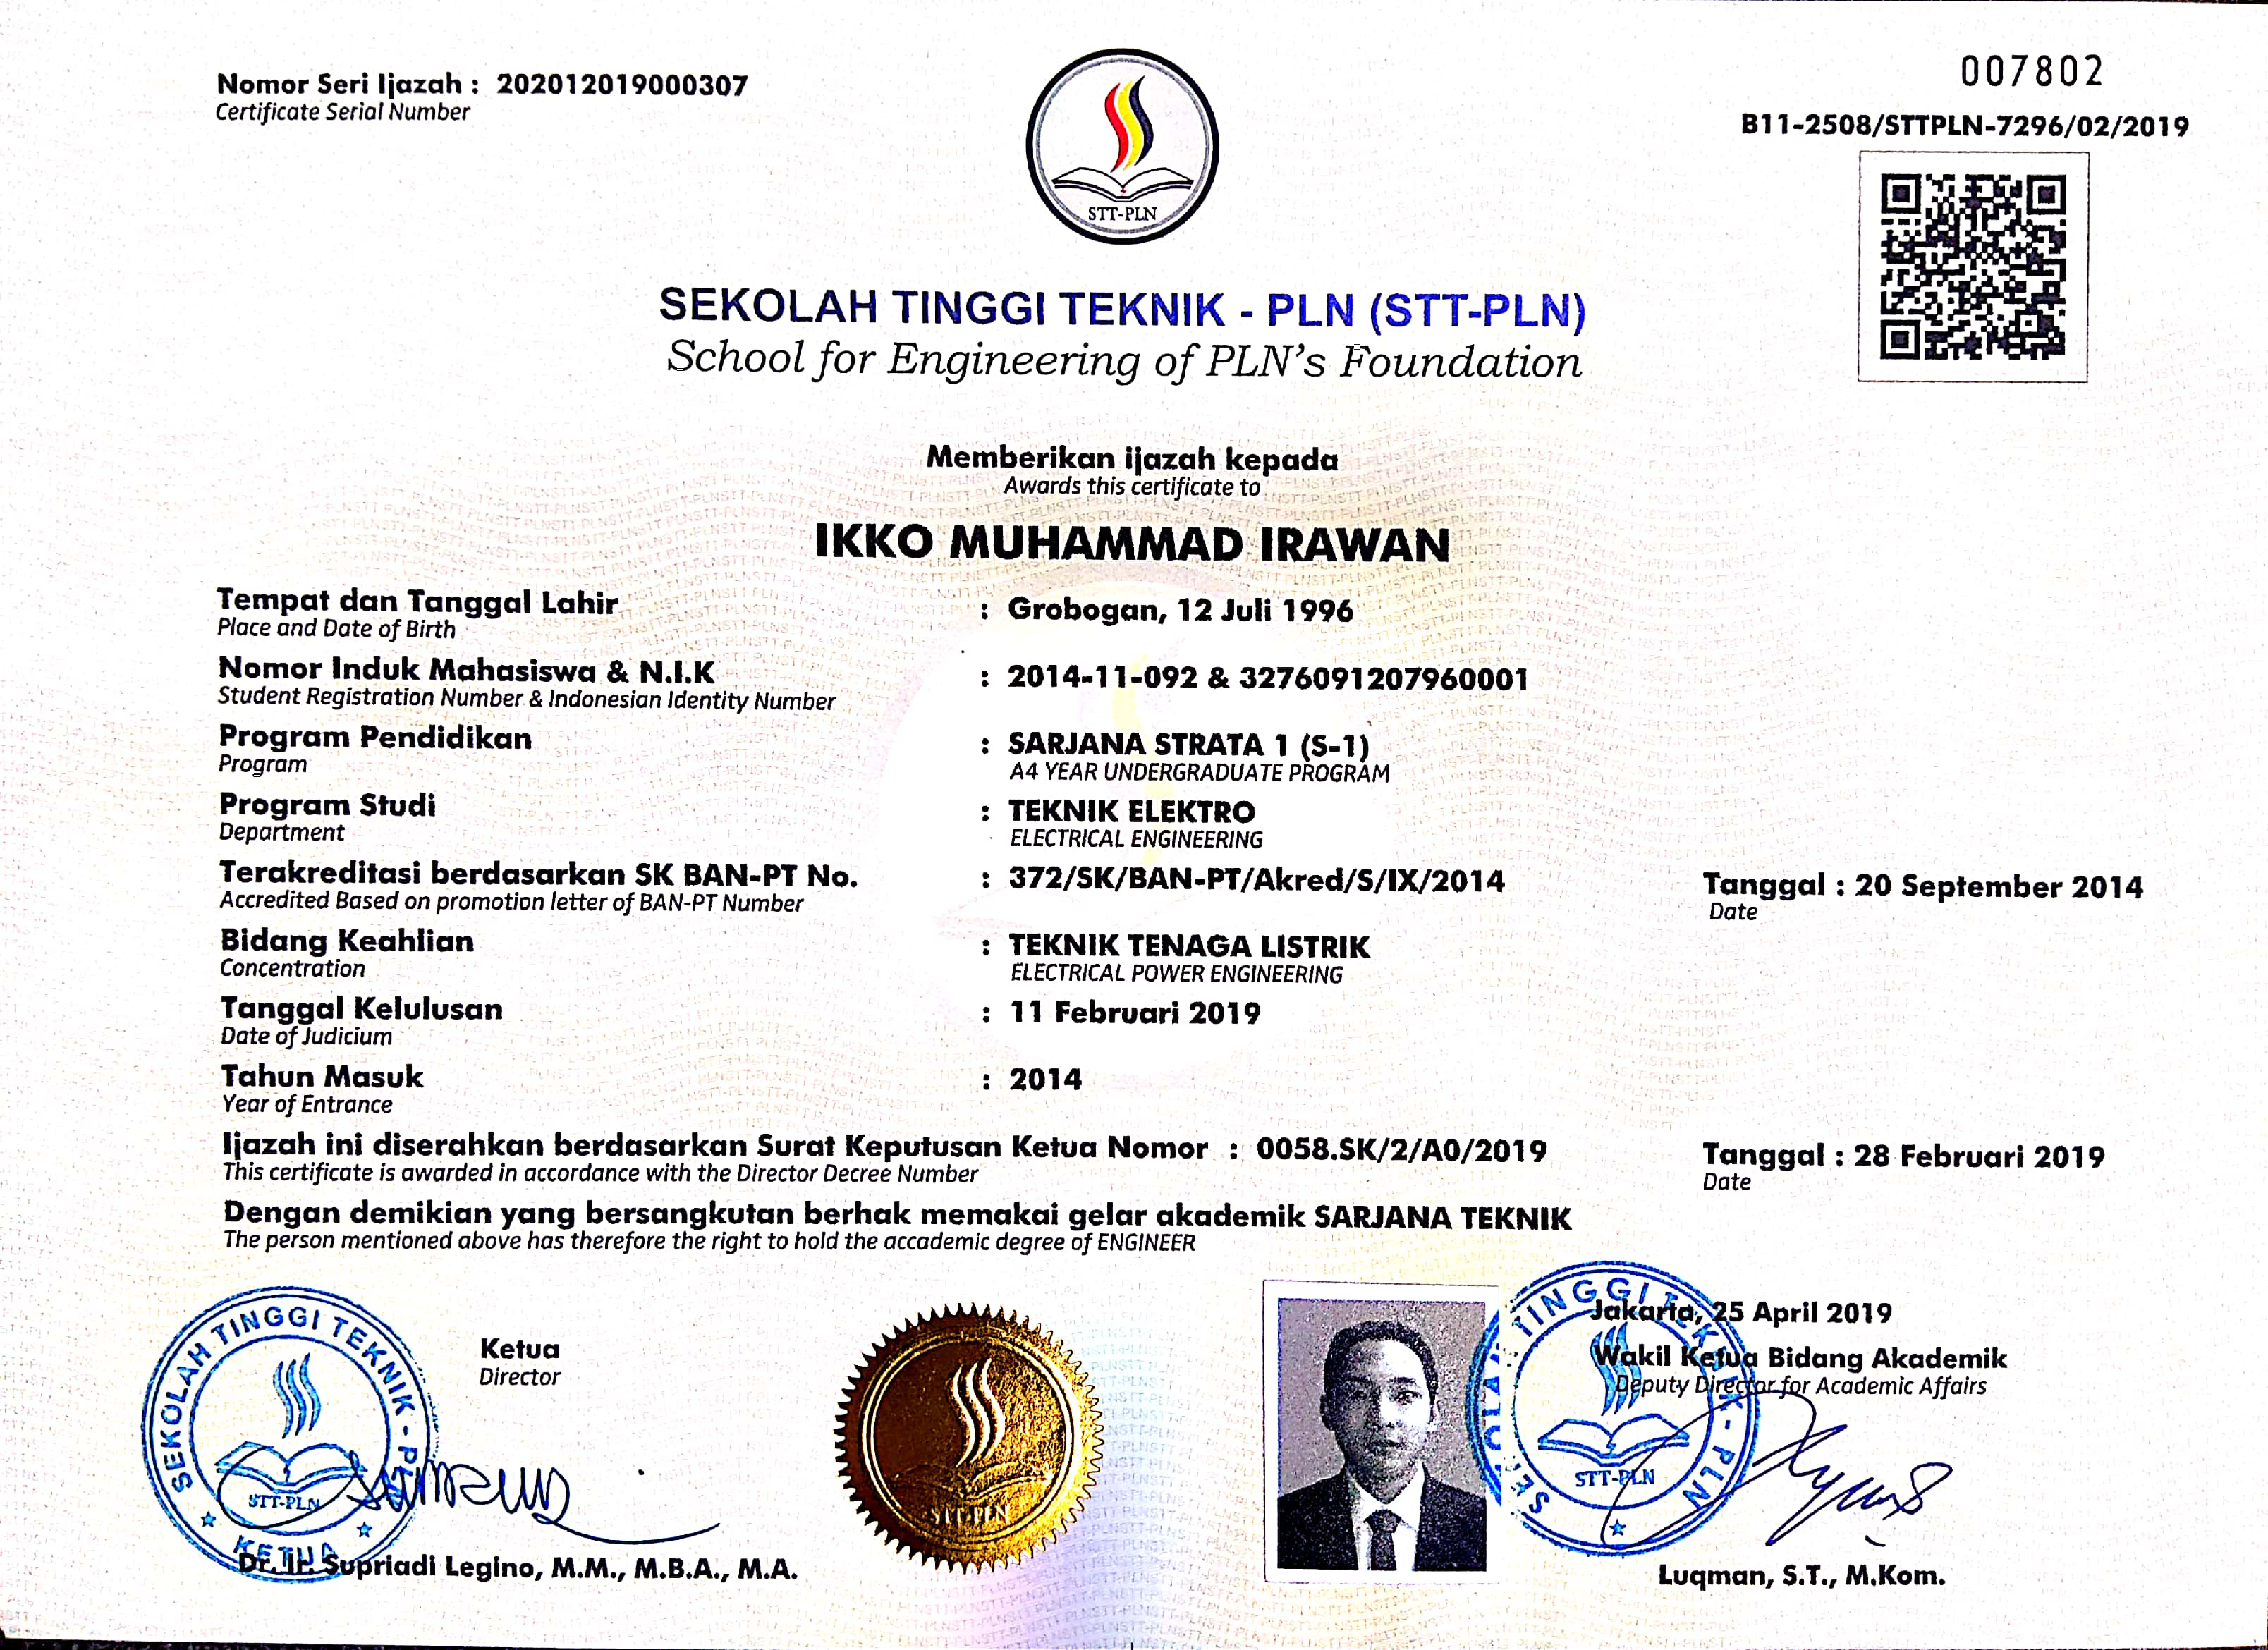 Nomor Seri Ijazah : 202012019000307
Certificate Serial Number
007802
B11-2508/STTPLN-7296/02/2019
STT-PLN
SEKOLAH TINGGI TEKNIK - PLN (STT-PLN)
School for Engineering of PLN's Foundation
Memberikan ijazah kepada
Awards this certificate to
IKKO MUHAMMAD IRAWAN
Tempat dan Tanggal Lahir : Grobogan, 12 Juli 1996
Place and Date of Birth
Nomor Induk Mahasiswa & N.I.K : 2014-11-092 & 3276091207960001
Student Registration Number & Indonesian Identity Number
Program Pendidikan : SARJANA STRATA 1 (S-1)
Program A4 YEAR UNDERGRADUATE PROGRAM
Program Studi : TEKNIK ELEKTRO
Department ELECTRICAL ENGINEERING
Terakreditasi berdasarkan SK BAN-PT No. : 372/SK/BAN-PT/Akred/S/IX/2014 Tanggal : 20 September 2014
Accredited Based on promotion letter of BAN-PT Number Date
Bidang Keahlian : TEKNIK TENAGA LISTRIK
Concentration ELECTRICAL POWER ENGINEERING
Tanggal Kelulusan : 11 Februari 2019
Date of Judicium
Tahun Masuk : 2014
Year of Entrance
Ijazah ini diserahkan berdasarkan Surat Keputusan Ketua Nomor : 0058.SK/2/A0/2019 Tanggal : 28 Februari 2019
This certificate is awarded in accordance with the Director Decree Number Date
Dengan demikian yang bersangkutan berhak memakai gelar akademik SARJANA TEKNIK
The person mentioned above has therefore the right to hold the accademic degree of ENGINEER
SEKOLAH TINGGI TEKNIK - PLN
STT-PLN
KETUA
Ketua
Director
Dr. Ir. Supriadi Legino, M.M., M.B.A., M.A.
STT-PLN
Jakarta, 25 April 2019
Wakil Ketua Bidang Akademik
Deputy Director for Academic Affairs
SEKOLAH TINGGI TEKNIK - PLN
STT-PLN
Luqman, S.T., M.Kom.